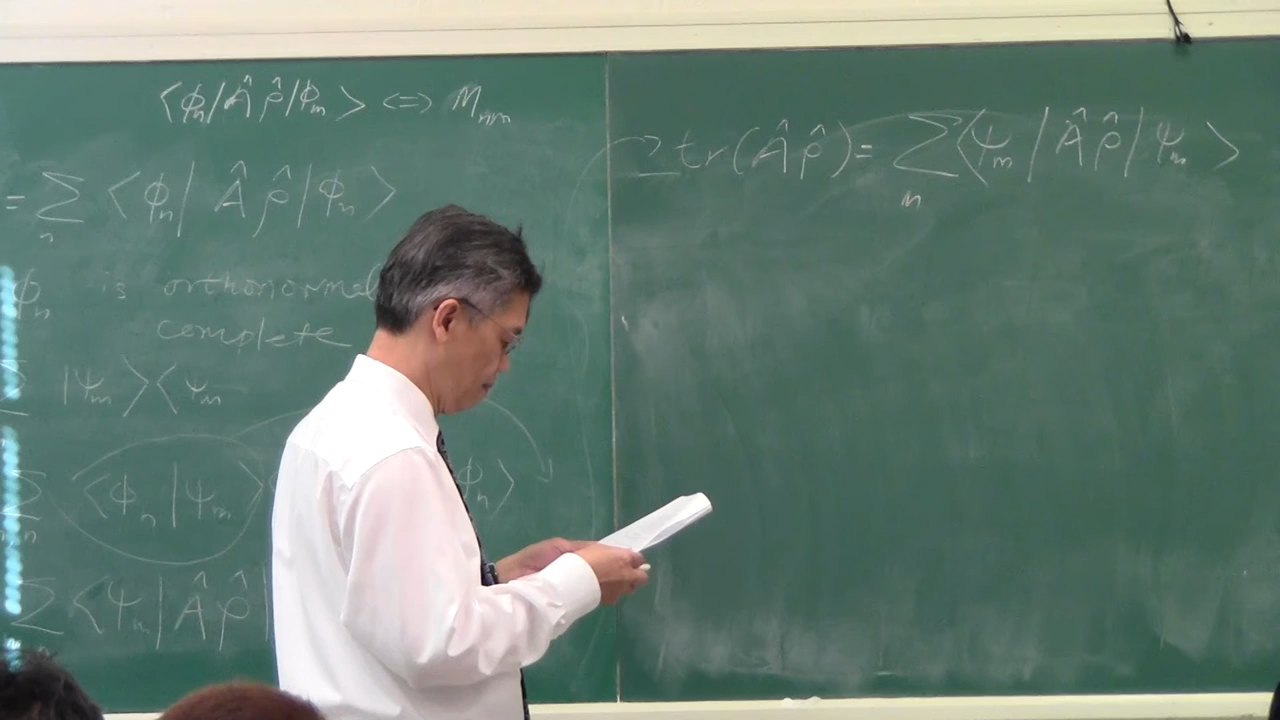 ⟨ϕn|Âρ̂|ϕm⟩ ⟺ Mnm
= ∑n ⟨ϕn| Âρ̂|ϕn⟩
ϕn is orthonormal
complete
∑ |ψm⟩⟨ψm
∑ ⟨ϕn|ψm⟩ ϕn⟩
∑ ⟨ψm|Âρ̂|
tr(Âρ̂) = ∑m ⟨ψm|Âρ̂|ψm⟩